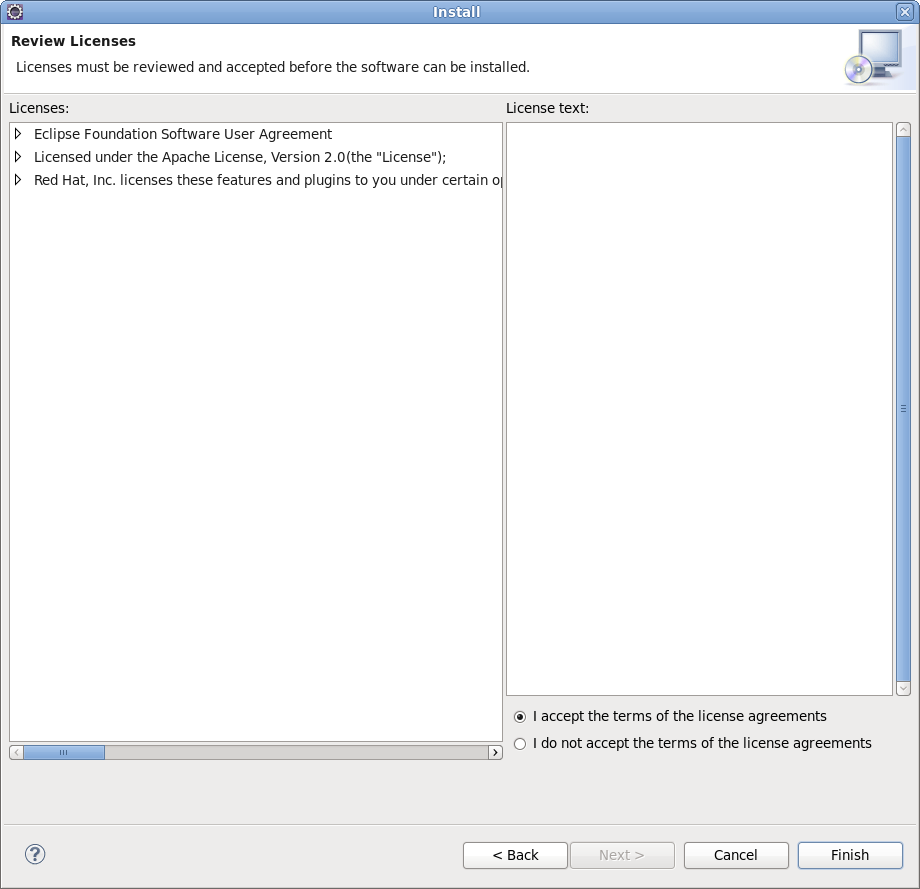 Install
Review Licenses
Licenses must be reviewed and accepted before the software can be installed.
Licenses:
Eclipse Foundation Software User Agreement
Licensed under the Apache License, Version 2.0(the "License");
Red Hat, Inc. licenses these features and plugins to you under certain
License text:
I accept the terms of the license agreements
I do not accept the terms of the license agreements
?
< Back
Next >
Cancel
Finish